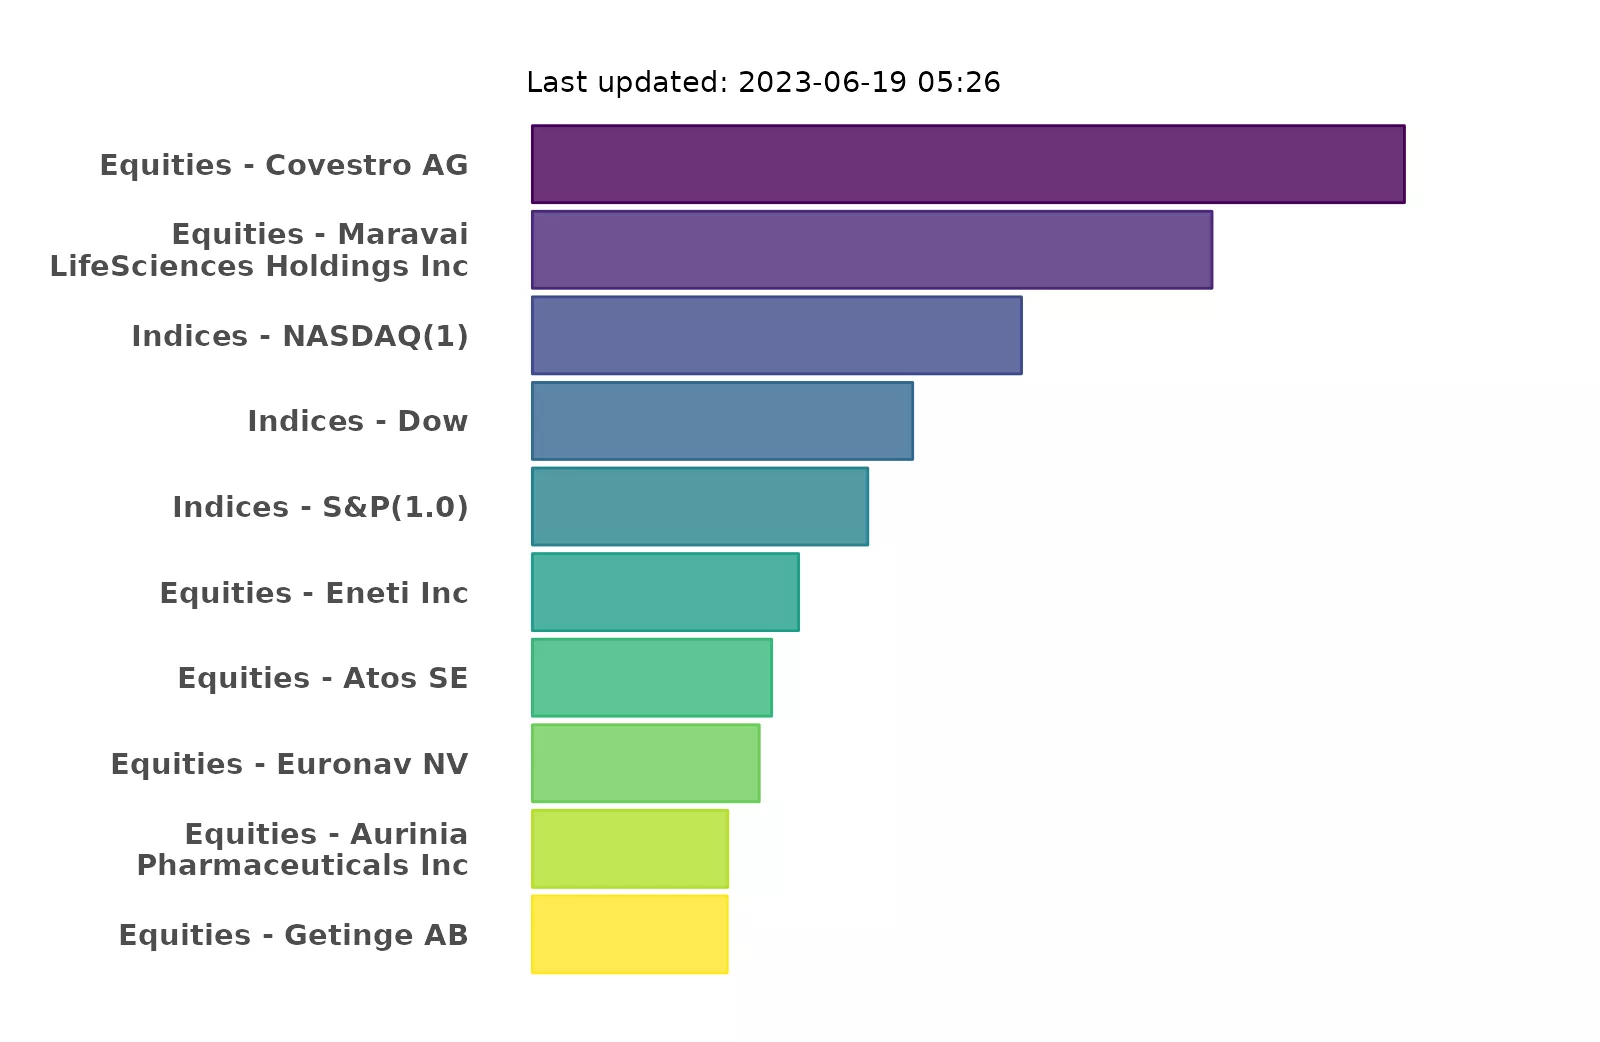 Last updated: 2023-06-19 05:26
Equities - Covestro AG
Equities - Maravai
LifeSciences Holdings Inc
Indices - NASDAQ(1)
Indices - Dow
Indices - S&P(1.0)
Equities - Eneti Inc
Equities - Atos SE
Equities - Euronav NV
Equities - Aurinia
Pharmaceuticals Inc
Equities - Getinge AB